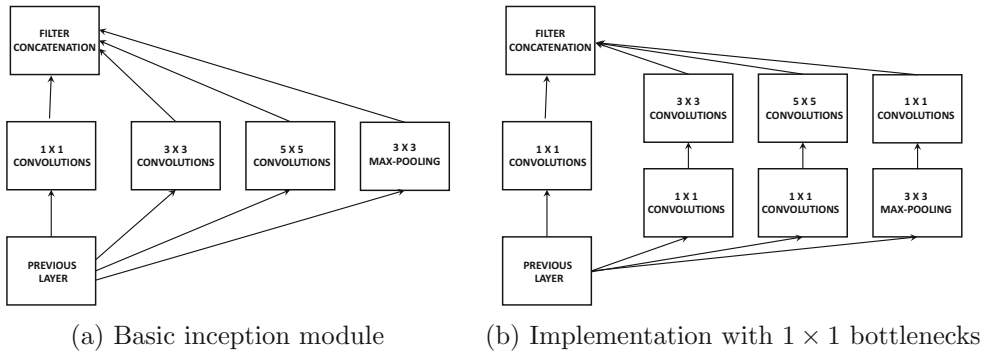 FILTER
CONCATENATION
1 X 1
CONVOLUTIONS
3 X 3
CONVOLUTIONS
5 X 5
CONVOLUTIONS
3 X 3
MAX-POOLING
PREVIOUS
LAYER
(a) Basic inception module
FILTER
CONCATENATION
3 X 3
CONVOLUTIONS
5 X 5
CONVOLUTIONS
1 X 1
CONVOLUTIONS
1 X 1
CONVOLUTIONS
1 X 1
CONVOLUTIONS
1 X 1
CONVOLUTIONS
3 X 3
MAX-POOLING
PREVIOUS
LAYER
(b) Implementation with 1 × 1 bottlenecks